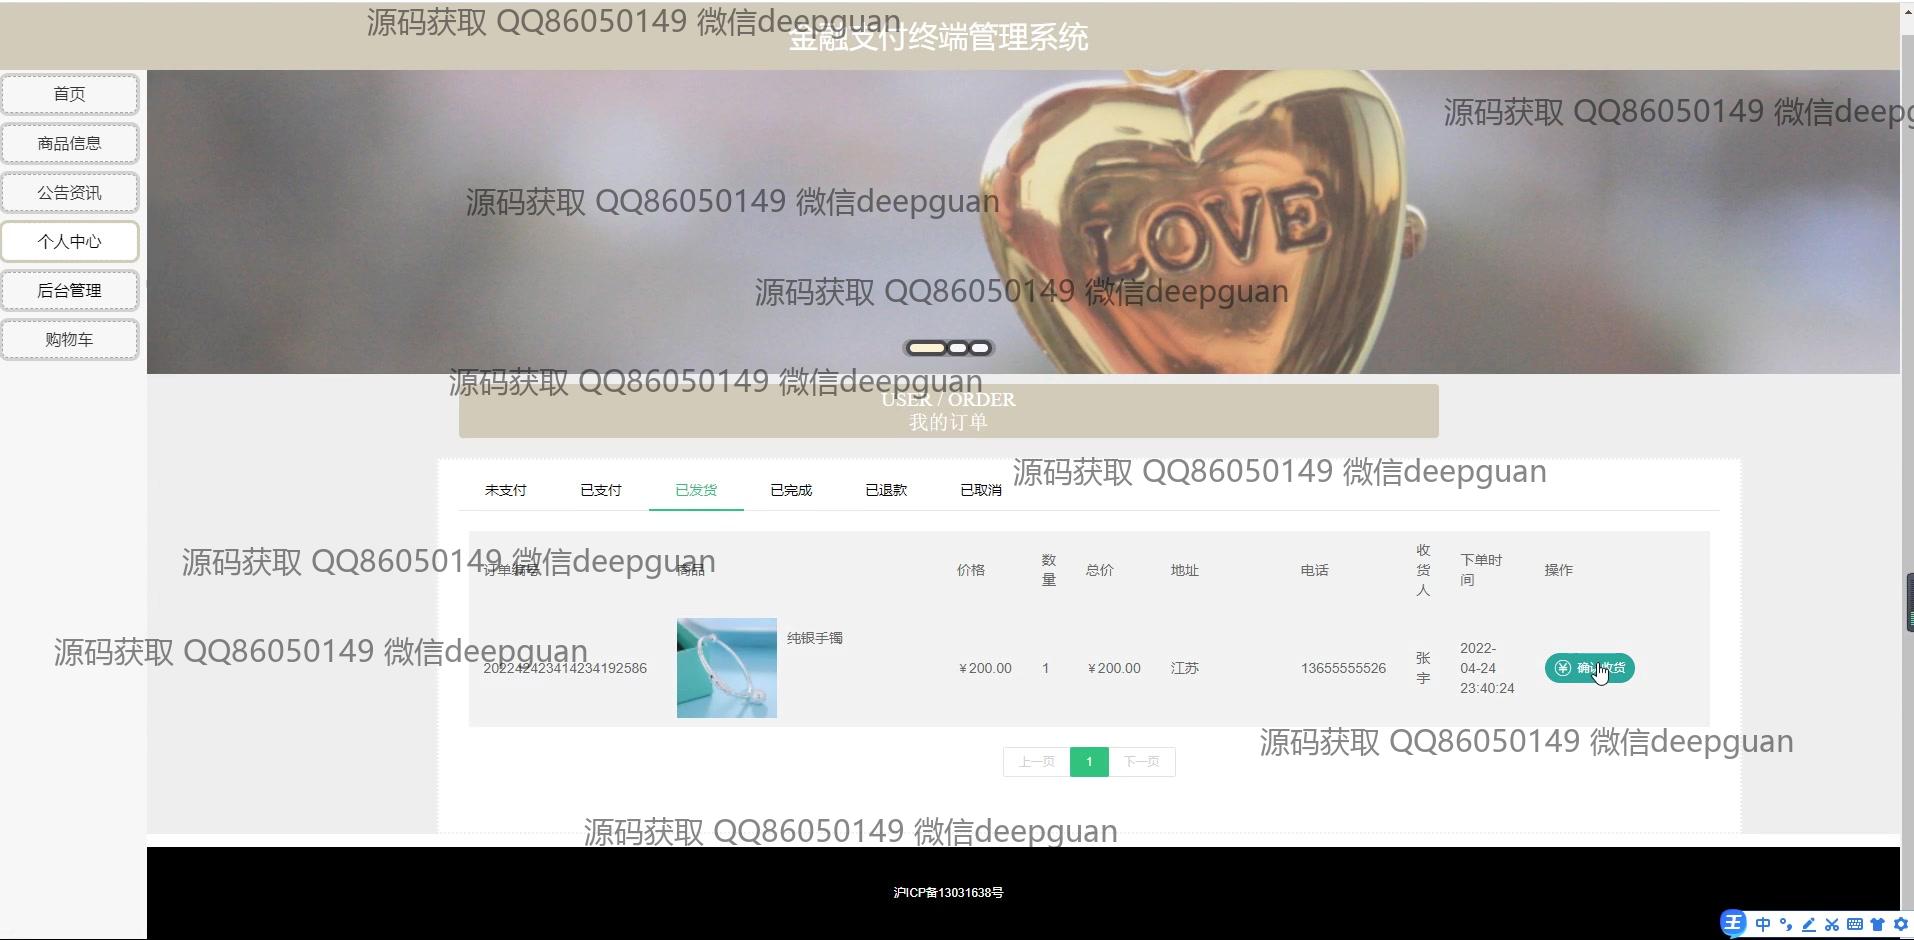 源码获取 QQ86050149 微信deepguan
金融支付终端管理系统
首页
商品信息
公告资讯
个人中心
后台管理
购物车
源码获取 QQ86050149 微信deepg
源码获取 QQ86050149 微信deepguan
LOVE
源码获取 QQ86050149 微信deepguan
源码获取 QQ86050149 微信deepguan
USER / ORDER
我的订单
源码获取 QQ86050149 微信deepguan
未支付 已支付 已发货 已完成 已退款 已取消
源码获取 QQ86050149 微信deepguan
订单编号 商品 价格 数量 总价 地址 电话 收货人 下单时间 操作
源码获取 QQ86050149 微信deepguan
202242423414234192586 纯银手镯 ￥200.00 1 ￥200.00 江苏 13655555526 张宇 2022-04-24 23:40:24 确认收货
源码获取 QQ86050149 微信deepguan
上一页 1 下一页
源码获取 QQ86050149 微信deepguan
沪ICP备13031638号
王 中